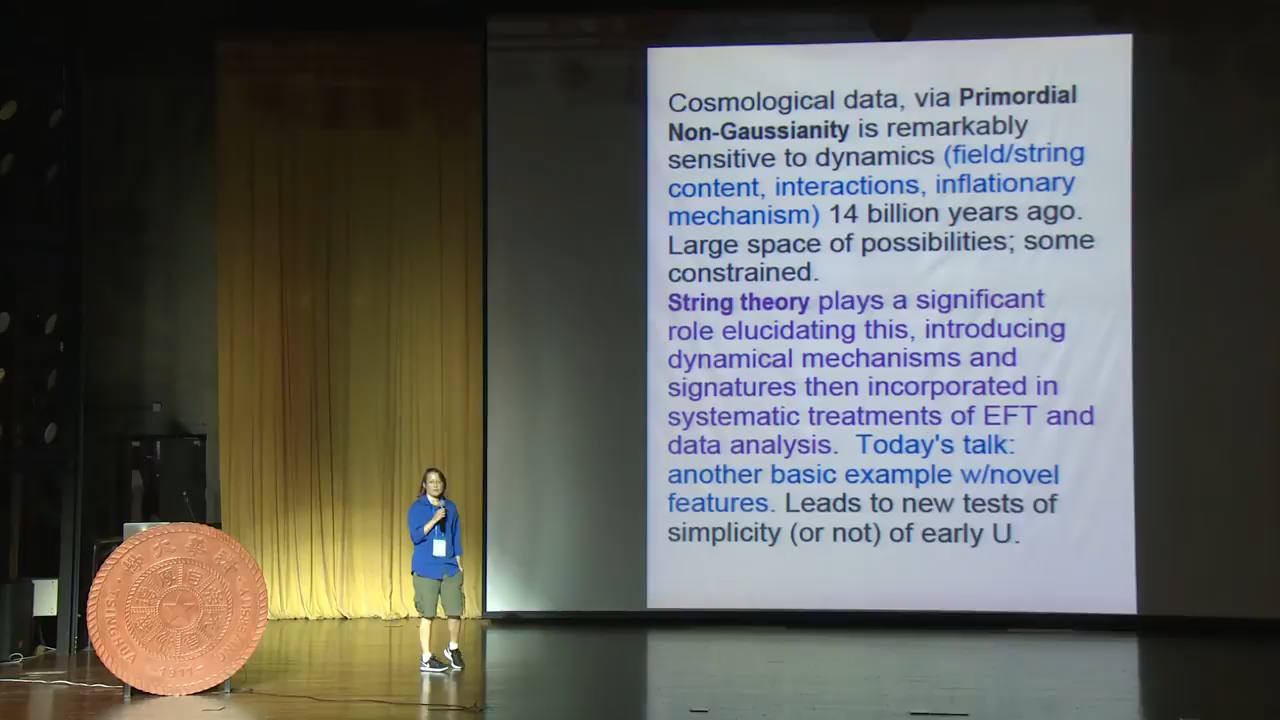 Cosmological data, via Primordial
Non-Gaussianity is remarkably
sensitive to dynamics (field/string
content, interactions, inflationary
mechanism) 14 billion years ago.
Large space of possibilities; some
constrained.
String theory plays a significant
role elucidating this, introducing
dynamical mechanisms and
signatures then incorporated in
systematic treatments of EFT and
data analysis.  Today's talk:
another basic example w/novel
features. Leads to new tests of
simplicity (or not) of early U.
1911